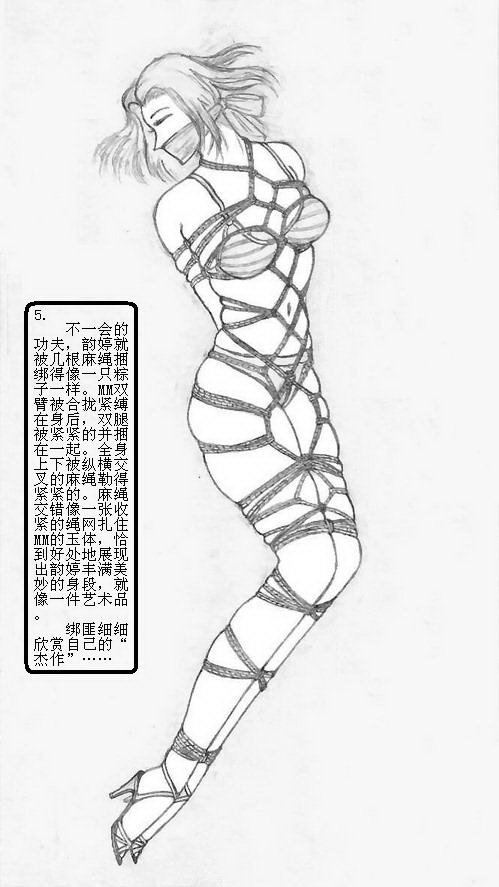 5.
不一会的
功夫，韵婷就
被几根麻绳捆
绑得像一只粽
子一样。MM双
臂被合拢紧缚
在身后，双腿
被紧紧的并捆
在一起。全身
上下被纵横交
叉的麻绳勒得
紧紧的。麻绳
交错像一张收
紧的绳网扎住
MM的玉体，恰
到好处地展现
出韵婷丰满美
妙的身段，就
像一件艺术品
。
绑匪细细
欣赏自己的“
杰作”……